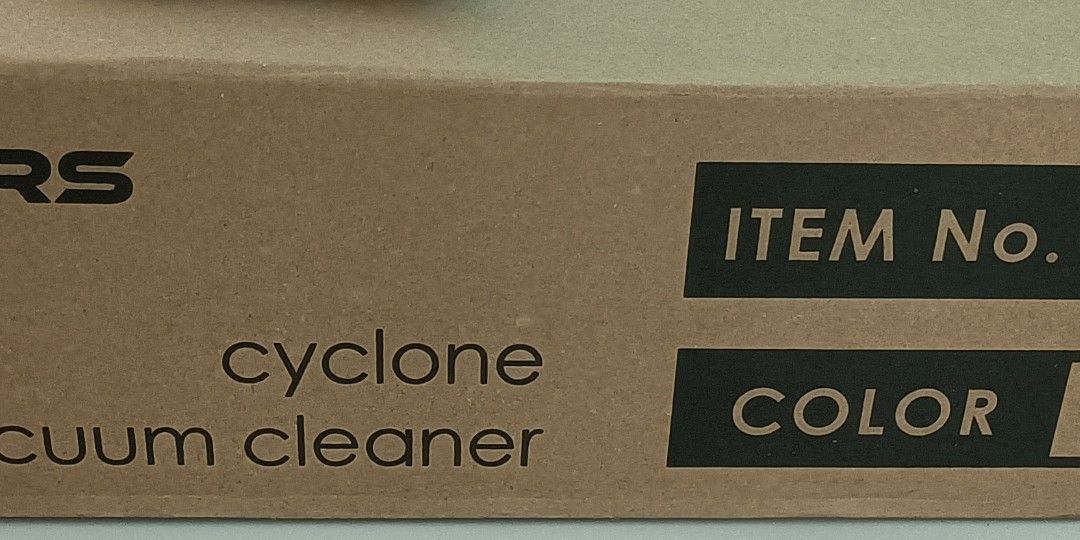 RS
cyclone
cuum cleaner
ITEM No.
COLOR